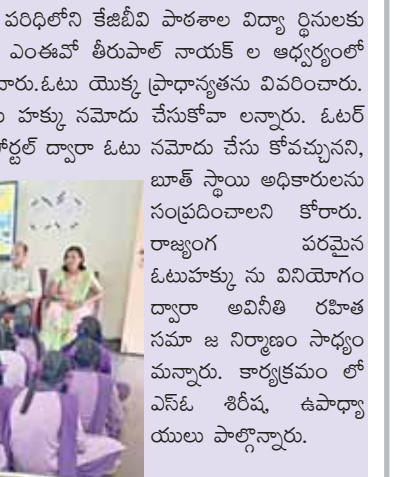 పరిధిలోని కేజిబీవి పాఠశాల విద్యా ర్థినులకు
ఎంఈవో తీరుపాల్ నాయక్ ల ఆధ్వర్యంలో
చారు.ఓటు యొక్క ప్రాధాన్యతను వివరించారు.
హక్కు నమోదు చేసుకోవా లన్నారు. ఓటర్
ద్వారా ఓటు నమోదు చేసు కోవచ్చునని,
బూత్ స్థాయి అధికారులను
సంప్రదించాలని కోరారు.
రాజ్యంగ పరమైన
ఓటుహక్కు ను వినియోగం
ద్వారా అవినీతి రహిత
సమా జ నిర్మాణం సాధ్యం
మన్నారు. కార్యక్రమం లో
ఎస్ఓ శిరీష, ఉపాధ్యా
యులు పాల్గొన్నారు.